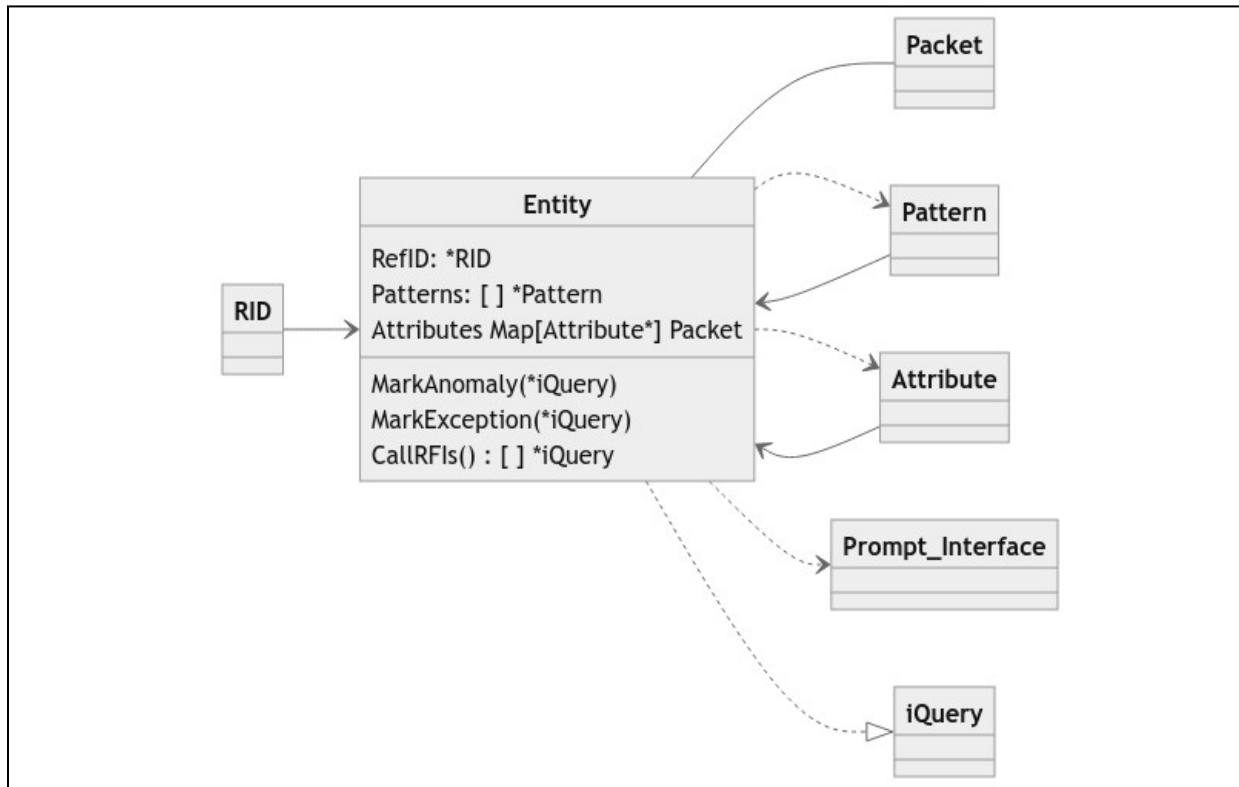 Packet
Entity
RefID: *RID
Patterns: [ ] *Pattern
Attributes Map[Attribute*] Packet
MarkAnomaly(*iQuery)
MarkException(*iQuery)
CallRFIs() : [ ] *iQuery
RID
Pattern
Attribute
Prompt_Interface
iQuery